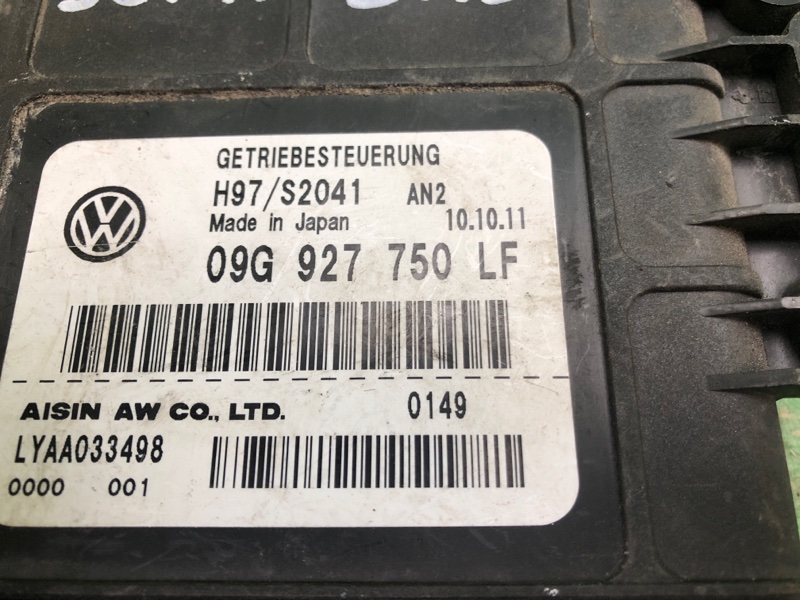 GETRIEBESTEUERUNG
H97/S2041 AN2
Made in Japan 10.10.11
09G 927 750 LF
AISIN AW CO., LTD. 0149
LYAA033498
0000 001